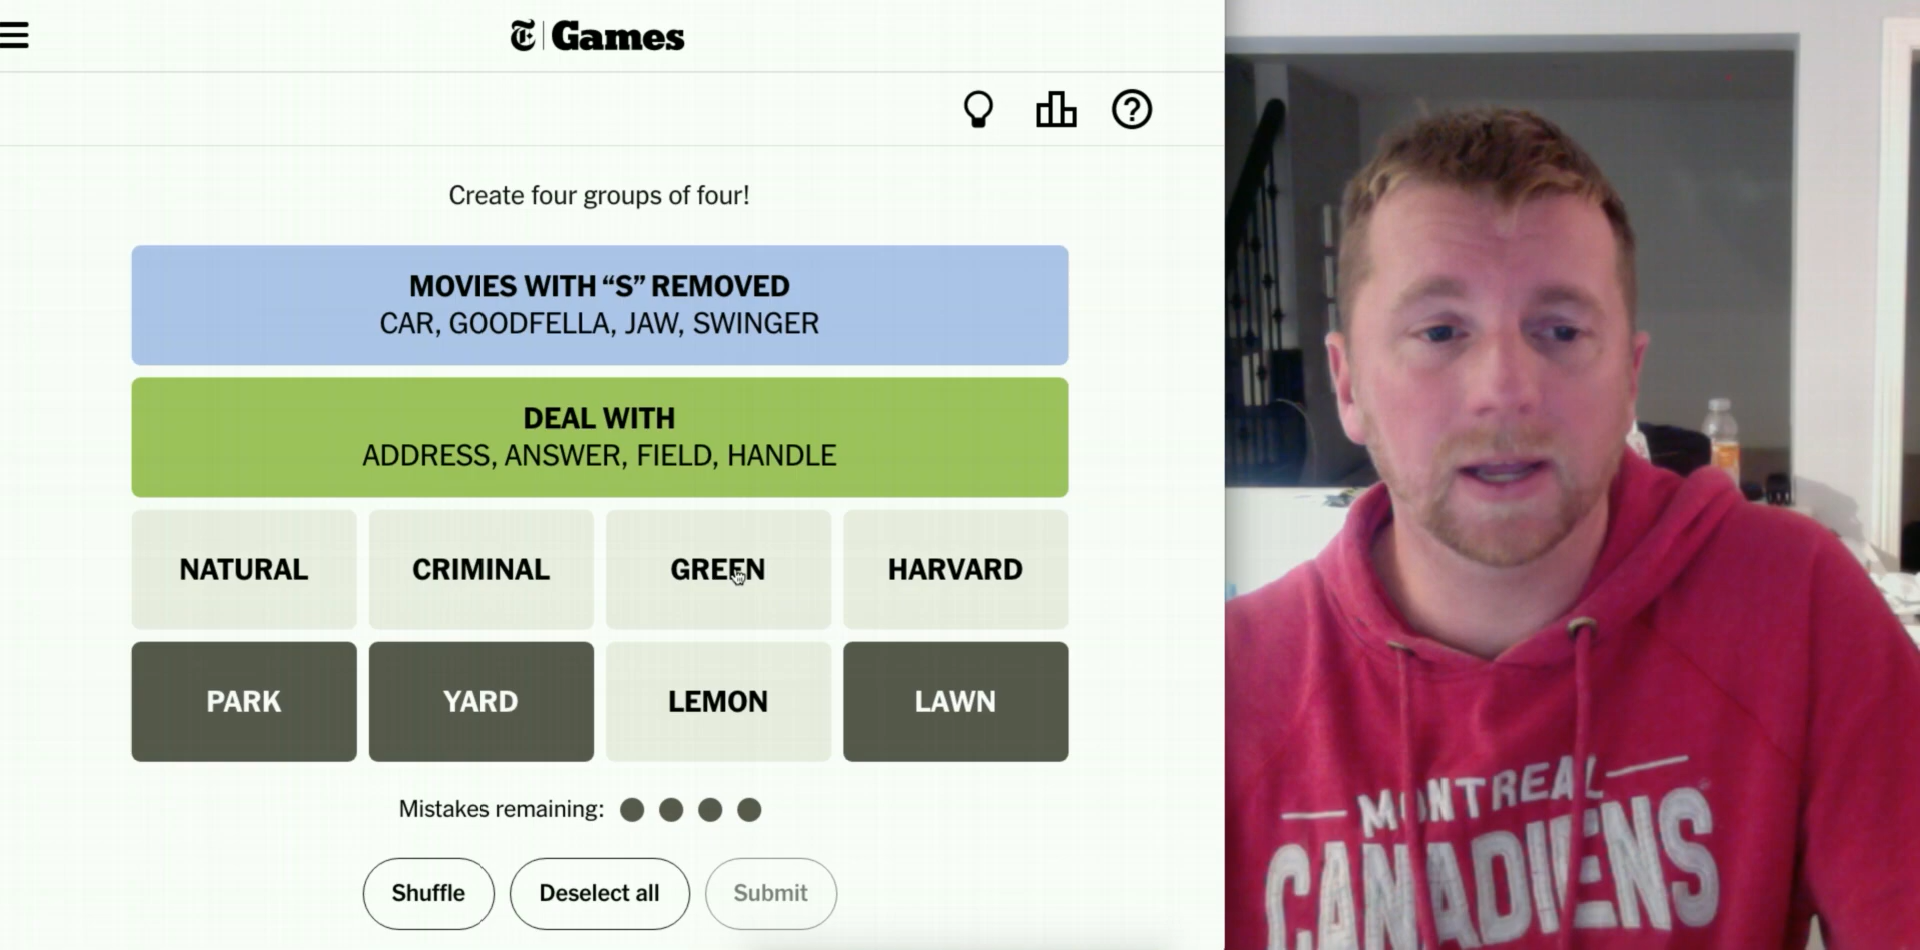 T Games
Create four groups of four!
MOVIES WITH “S” REMOVED
CAR, GOODFELLA, JAW, SWINGER
DEAL WITH
ADDRESS, ANSWER, FIELD, HANDLE
NATURAL CRIMINAL GREEN HARVARD
PARK YARD LEMON LAWN
Mistakes remaining:
Shuffle Deselect all Submit
MONTREAL
CANADIENS